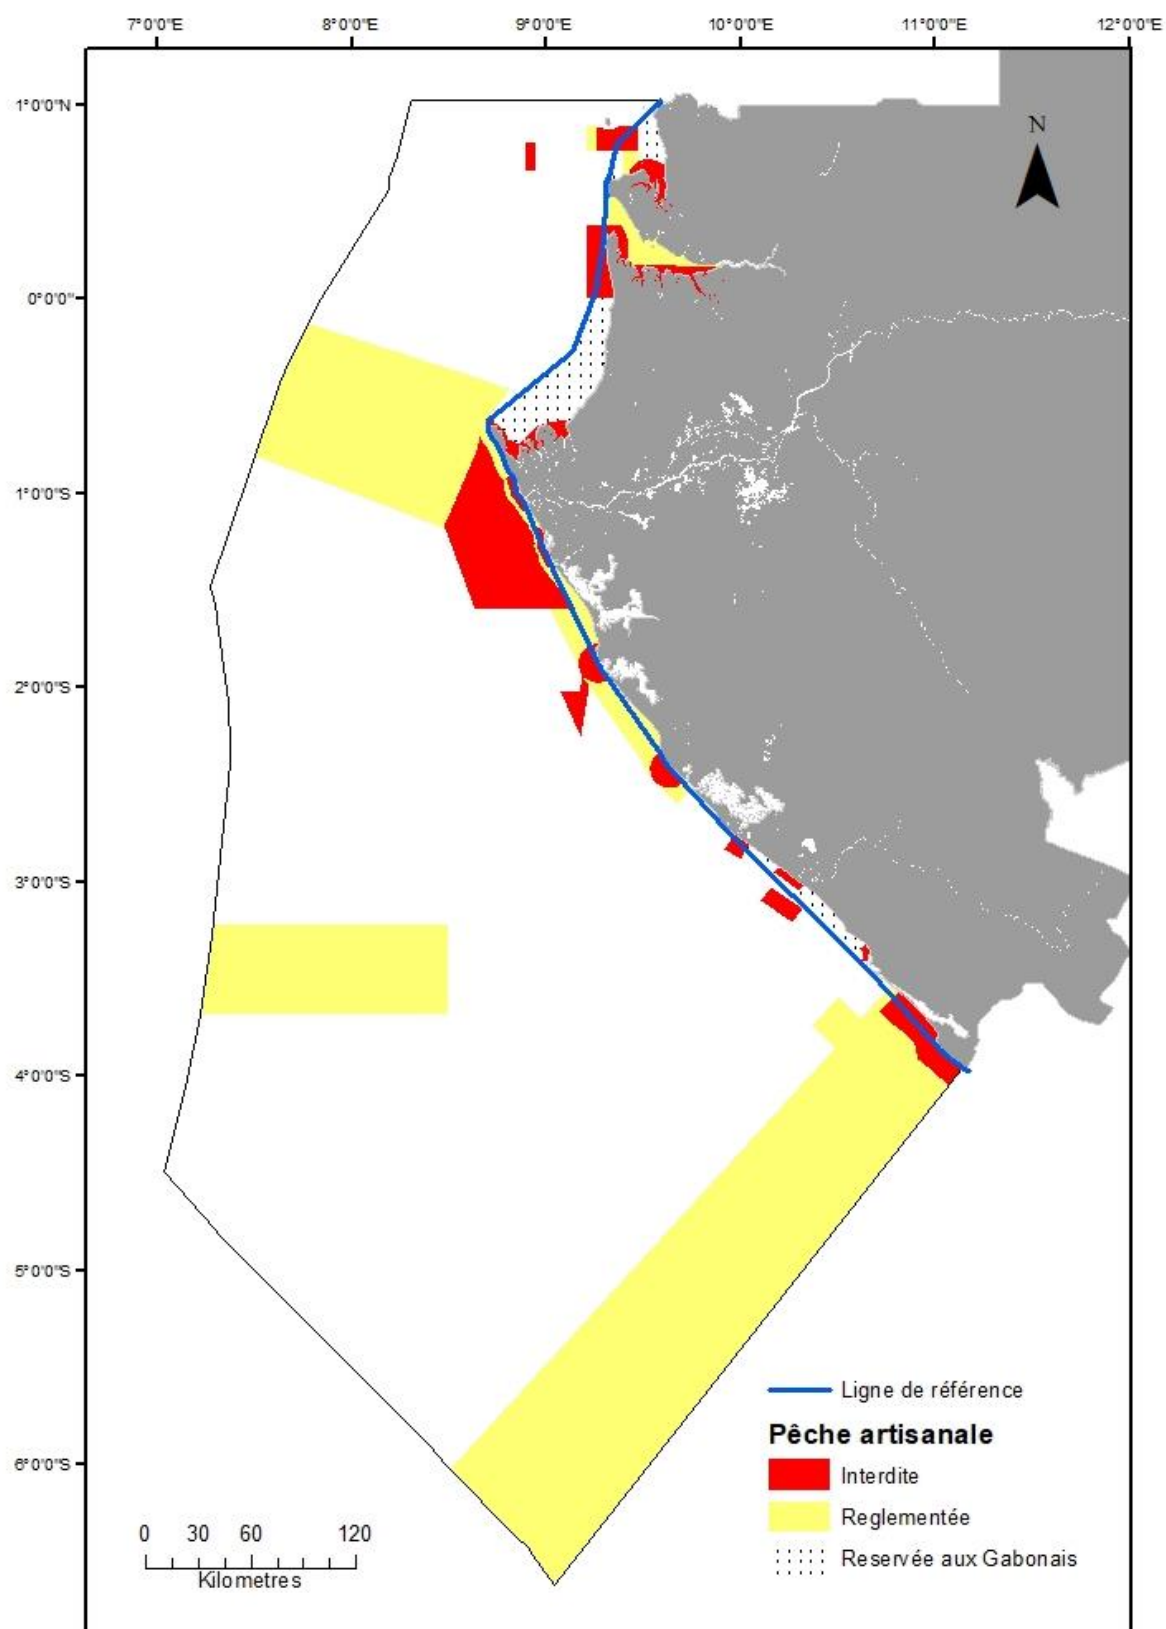 7°0'0"E 8°0'0"E 9°0'0"E 10°0'0"E 11°0'0"E 12°0'0"E
1°0'0"N
N
0°0'0"
1°0'0"S
2°0'0"S
3°0'0"S
4°0'0"S
5°0'0"S
6°0'0"S
Ligne de référence
Pêche artisanale
Interdite
Reglementée
Reservée aux Gabonais
0 30 60 120
Kilometres